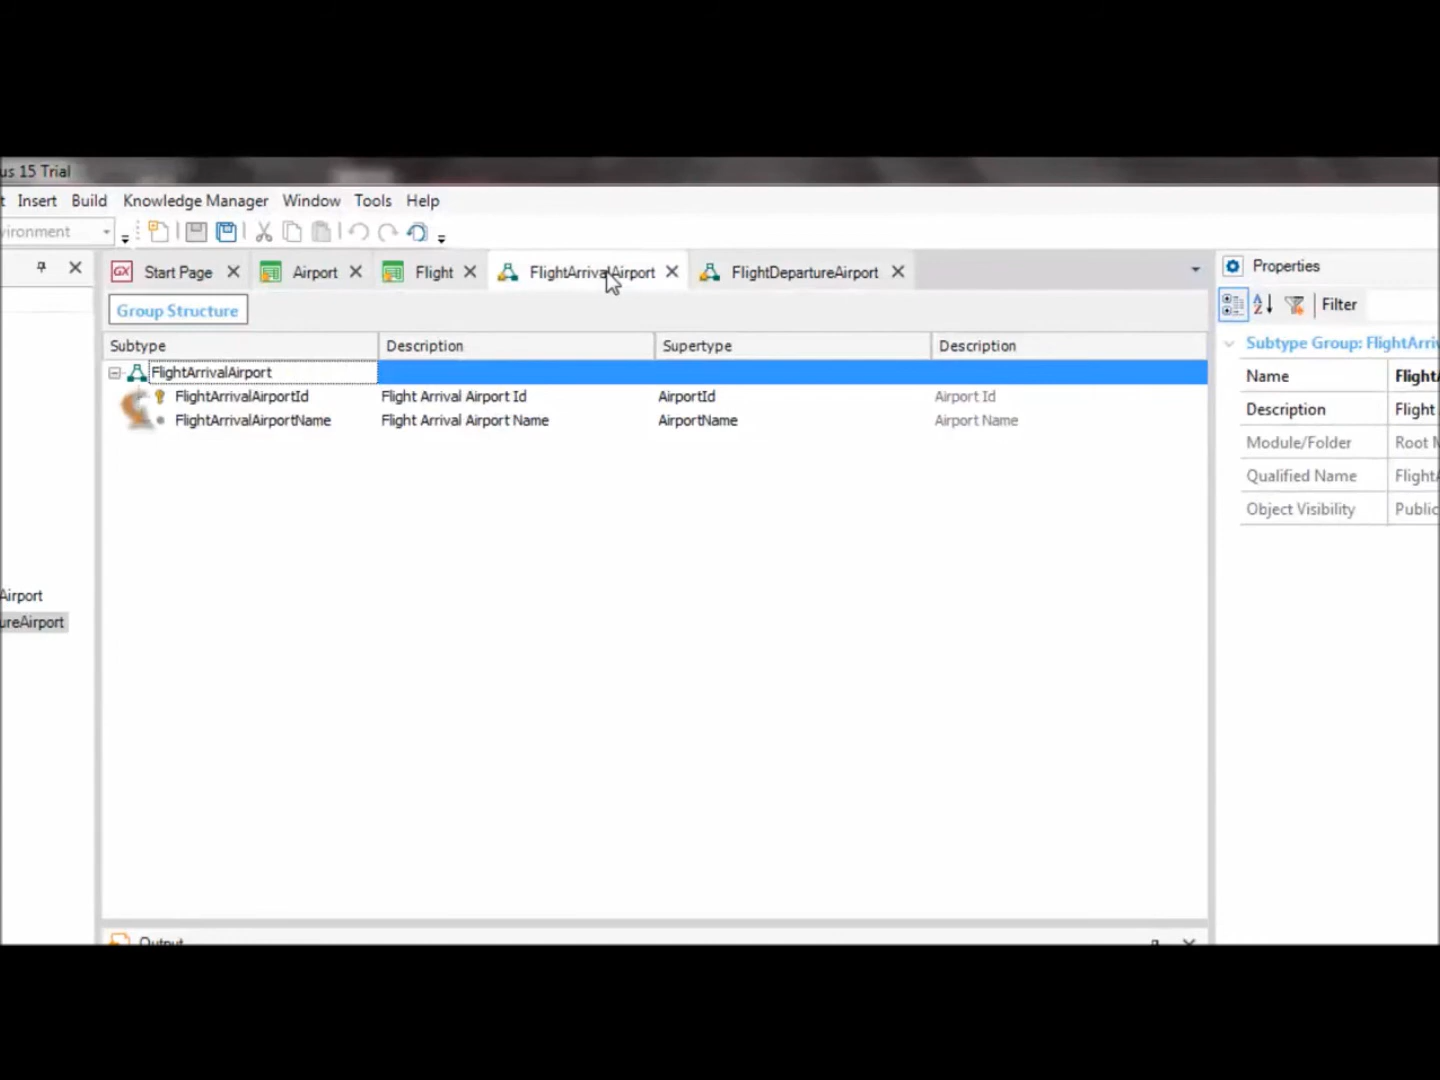 us 15 Trial
t Insert Build Knowledge Manager Window Tools Help
vironment
GX Start Page Airport Flight FlightArrivalAirport FlightDepartureAirport
Properties
Group Structure
Filter
Subtype Description Supertype Description
Subtype Group: FlightArriv
FlightArrivalAirport
Name FlightA
FlightArrivalAirportId Flight Arrival Airport Id AirportId Airport Id
Description Flight
FlightArrivalAirportName Flight Arrival Airport Name AirportName Airport Name
Module/Folder Root M
Qualified Name FlightA
Object Visibility Public
Airport
ureAirport
Output